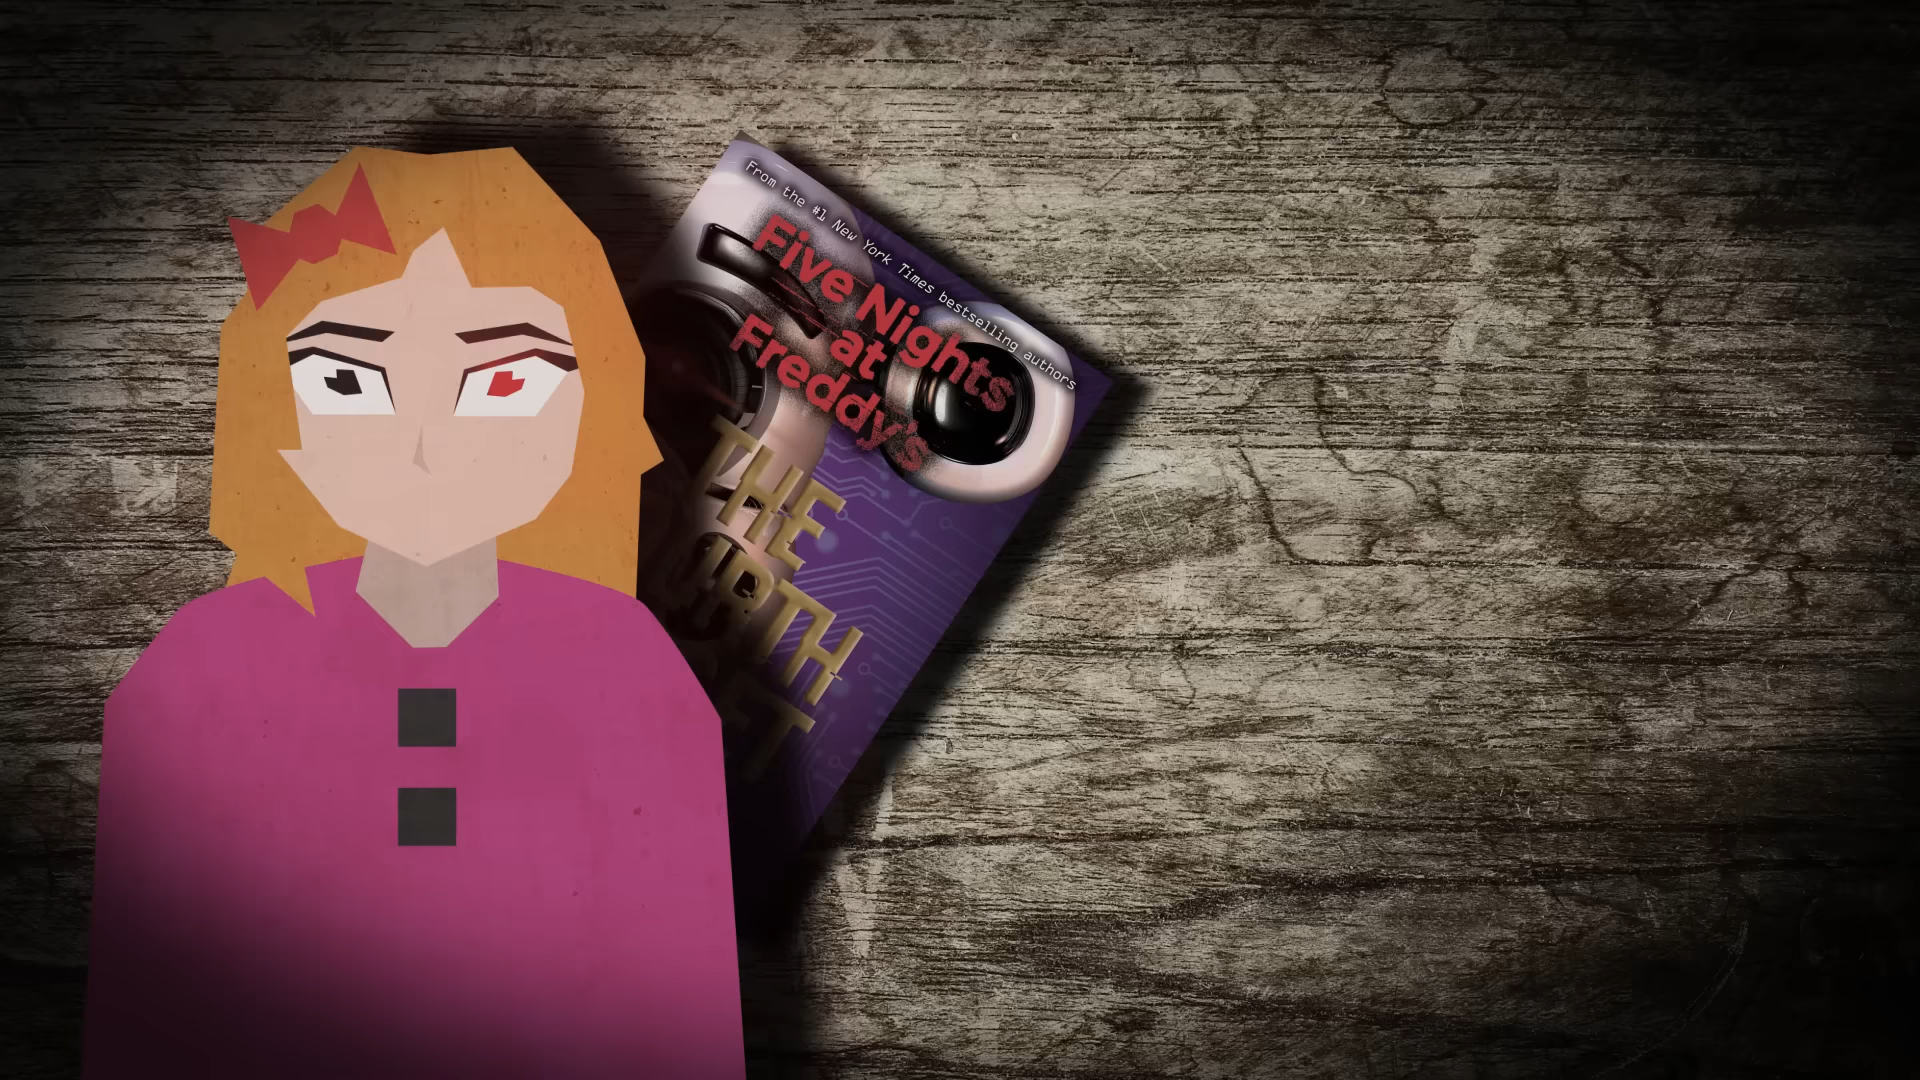 From the #1 New York Times bestselling authors
Five Nights
at
Freddy's
THE